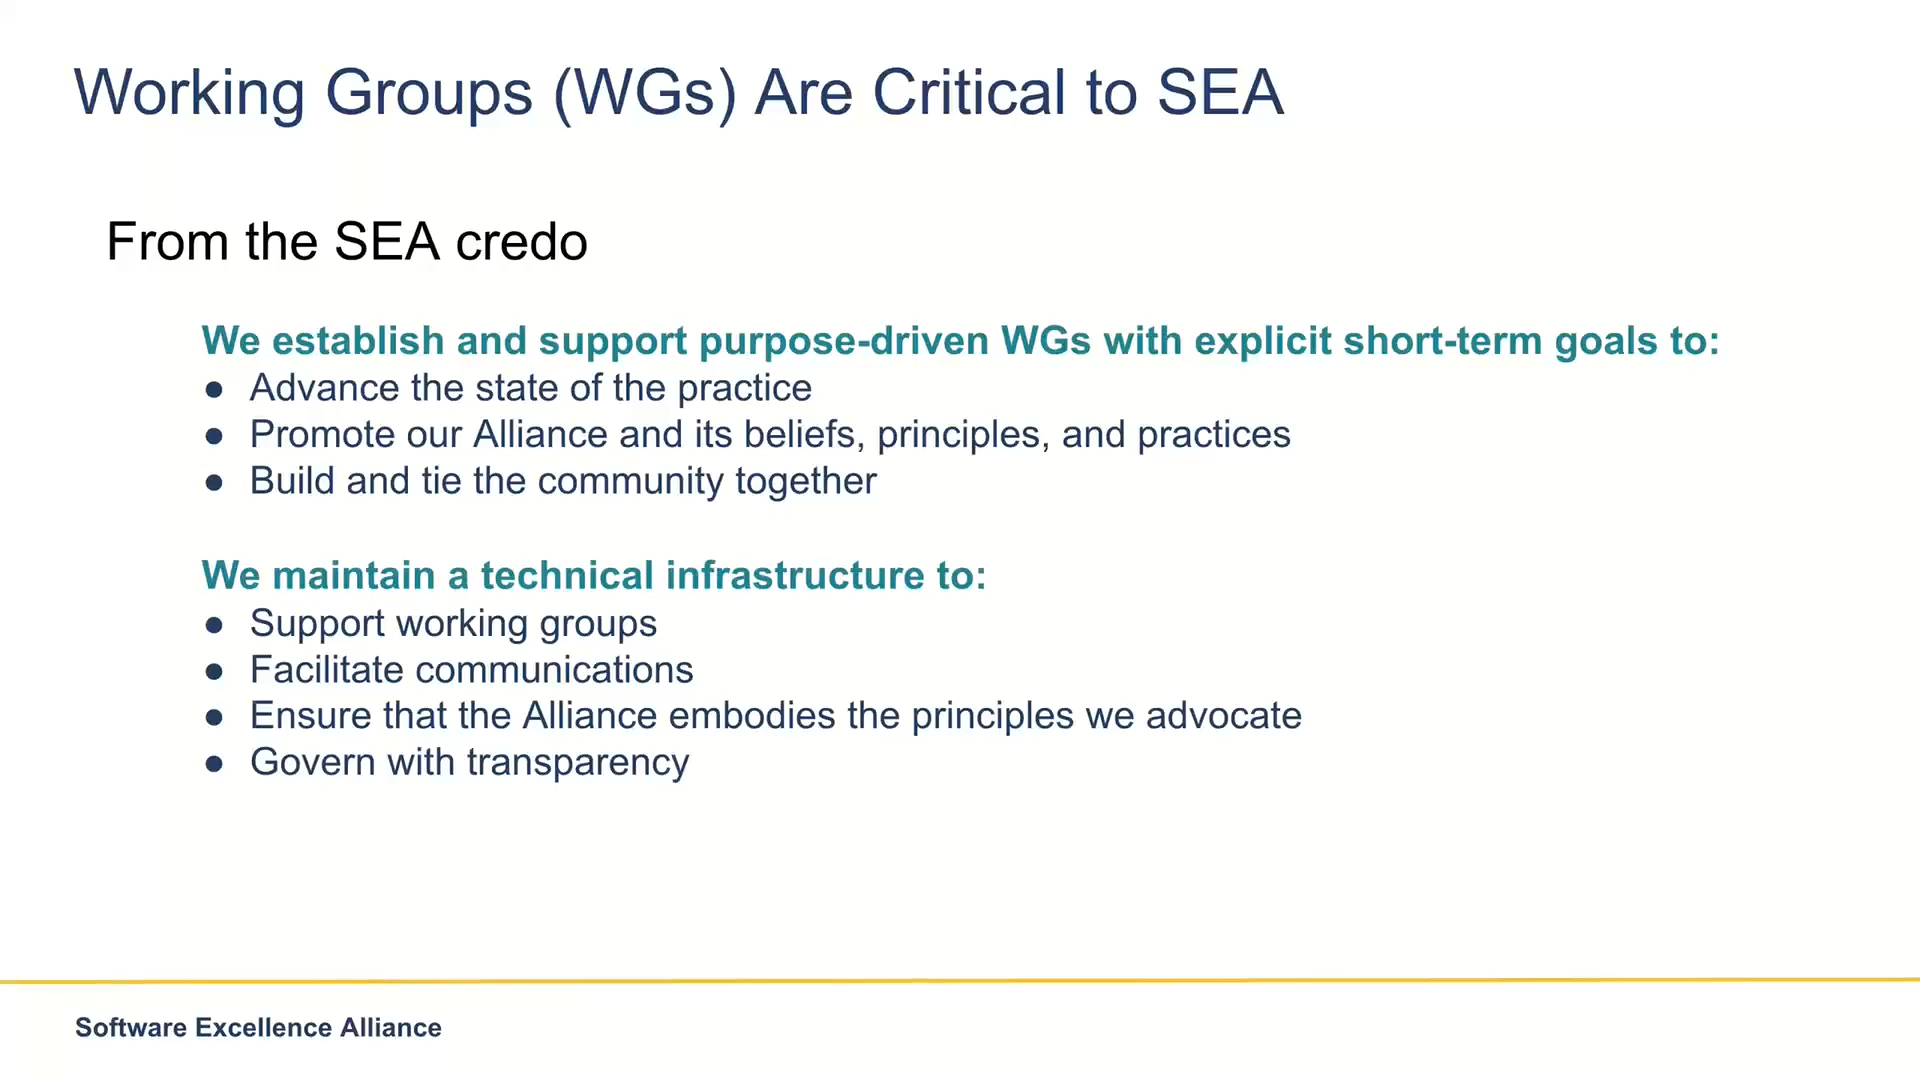 Working Groups (WGs) Are Critical to SEA
From the SEA credo
We establish and support purpose-driven WGs with explicit short-term goals to:
● Advance the state of the practice
● Promote our Alliance and its beliefs, principles, and practices
● Build and tie the community together
We maintain a technical infrastructure to:
● Support working groups
● Facilitate communications
● Ensure that the Alliance embodies the principles we advocate
● Govern with transparency
Software Excellence Alliance